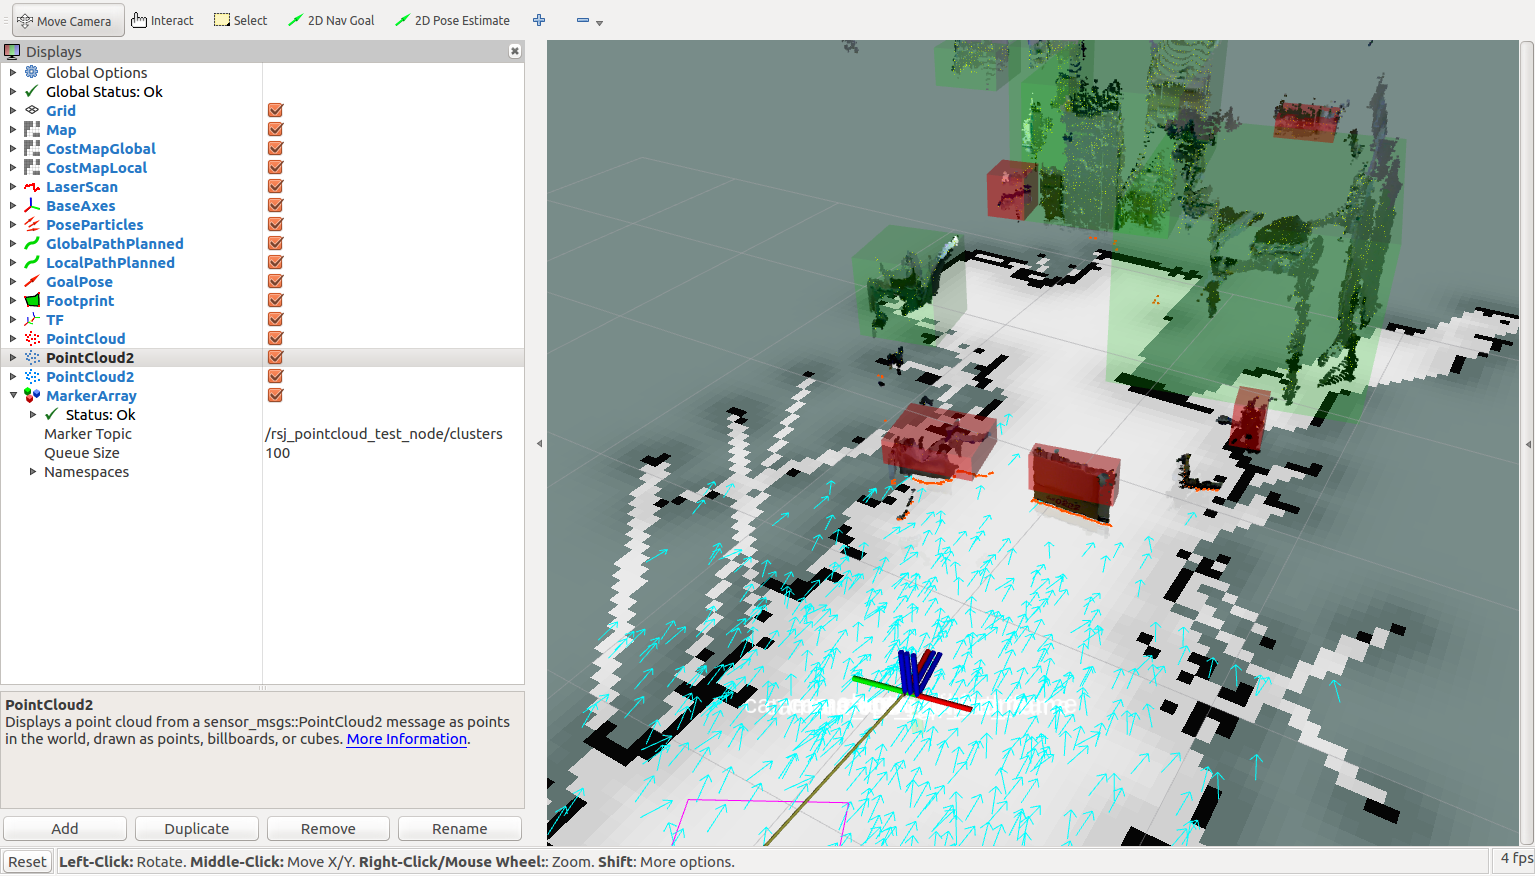 Move Camera Interact Select 2D Nav Goal 2D Pose Estimate
Displays
Global Options
Global Status: Ok
Grid
Map
CostMapGlobal
CostMapLocal
LaserScan
BaseAxes
PoseParticles
GlobalPathPlanned
LocalPathPlanned
GoalPose
Footprint
TF
PointCloud
PointCloud2
PointCloud2
MarkerArray
Status: Ok
Marker Topic /rsj_pointcloud_test_node/clusters
Queue Size 100
Namespaces
PointCloud2
Displays a point cloud from a sensor_msgs::PointCloud2 message as points
in the world, drawn as points, billboards, or cubes. More Information.
Add Duplicate Remove Rename
Reset Left-Click: Rotate. Middle-Click: Move X/Y. Right-Click/Mouse Wheel:: Zoom. Shift: More options. 4 fps